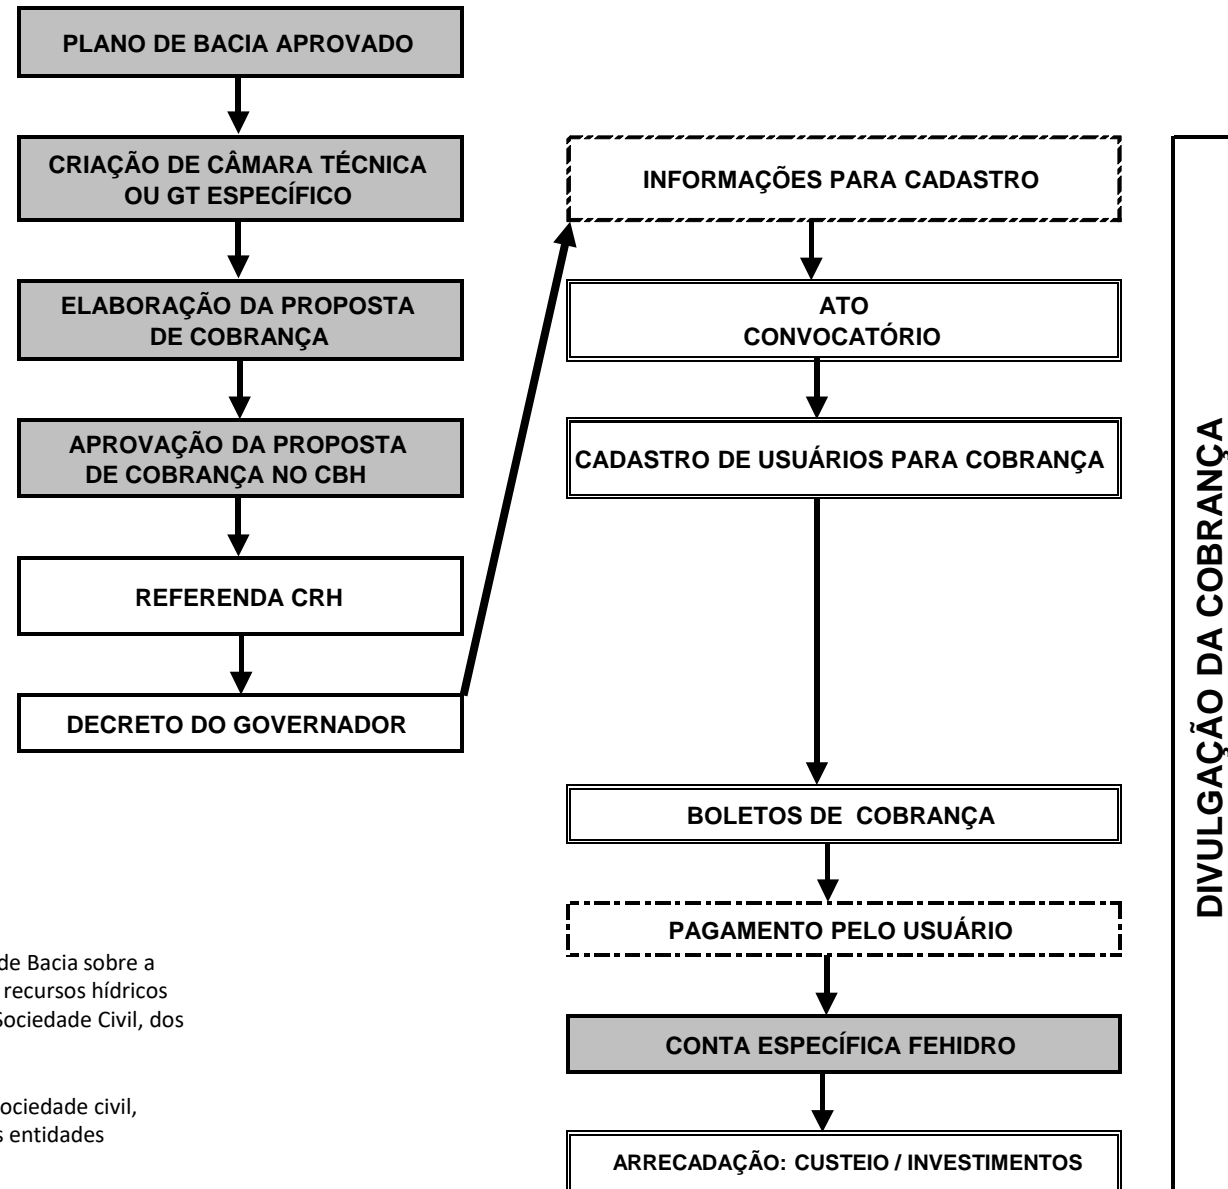 PLANO DE BACIA APROVADO
CRIAÇÃO DE CÂMARA TÉCNICA
OU GT ESPECÍFICO
ELABORAÇÃO DA PROPOSTA
DE COBRANÇA
APROVAÇÃO DA PROPOSTA
DE COBRANÇA NO CBH
REFERENDA CRH
DECRETO DO GOVERNADOR
INFORMAÇÕES PARA CADASTRO
ATO
CONVOCATÓRIO
CADASTRO DE USUÁRIOS PARA COBRANÇA
BOLETOS DE COBRANÇA
PAGAMENTO PELO USUÁRIO
CONTA ESPECÍFICA FEHIDRO
ARRECADAÇÃO: CUSTEIO / INVESTIMENTOS
DIVULGAÇÃO DA COBRANÇA
de Bacia sobre a
recursos hídricos
Sociedade Civil, dos
ociedade civil,
s entidades